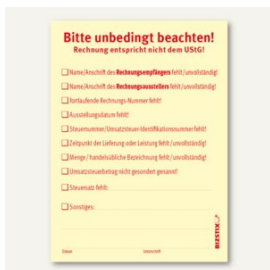 Bitte unbedingt beachten!
Rechnung entspricht nicht dem UStG!
Name/Anschrift des Rechnungsempfängers fehlt/unvollständig!
Name/Anschrift des Rechnungsausstellers fehlt/unvollständig!
fortlaufende Rechnungs-Nummer fehlt!
Ausstellungsdatum fehlt!
Steuernummer/Umsatzsteuer-Identifikationsnummer fehlt!
Zeitpunkt der Lieferung oder Leistung fehlt/unvollständig!
Menge/handelsübliche Bezeichnung fehlt/unvollständig!
Umsatzsteuerbetrag nicht gesondert genannt!
Steuersatz fehlt:
Sonstiges:
Datum Unterschrift
BIZSTIX